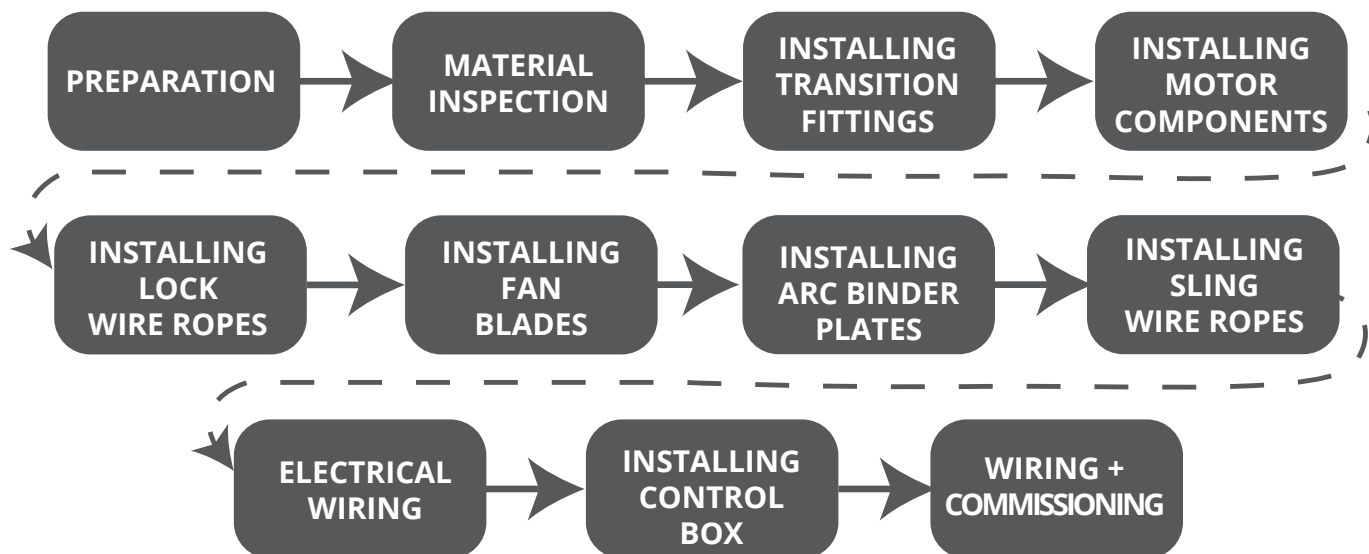 PREPARATION
MATERIAL
INSPECTION
INSTALLING
TRANSITION
FITTINGS
INSTALLING
MOTOR
COMPONENTS
INSTALLING
LOCK
WIRE ROPES
INSTALLING
FAN
BLADES
INSTALLING
ARC BINDER
PLATES
INSTALLING
SLING
WIRE ROPES
ELECTRICAL
WIRING
INSTALLING
CONTROL
BOX
WIRING +
COMMISSIONING